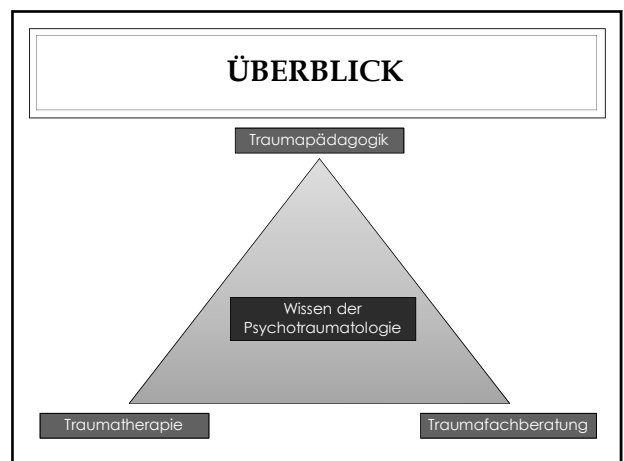 ÜBERBLICK
Traumapädagogik
Wissen der
Psychotraumatologie
Traumatherapie
Traumafachberatung